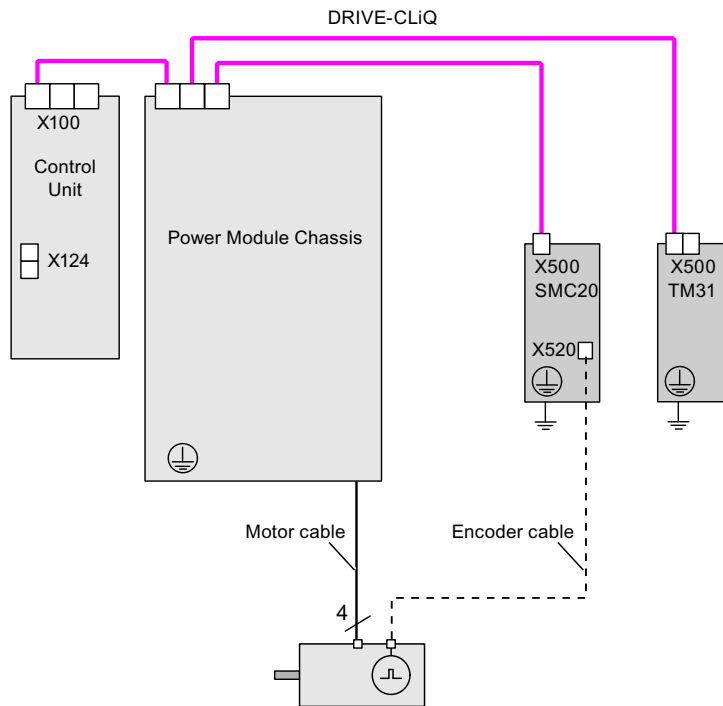 DRIVE-CLiQ
X100
Control
Unit
X124
Power Module Chassis
X500
SMC20
X520
X500
TM31
Motor cable
Encoder cable
4